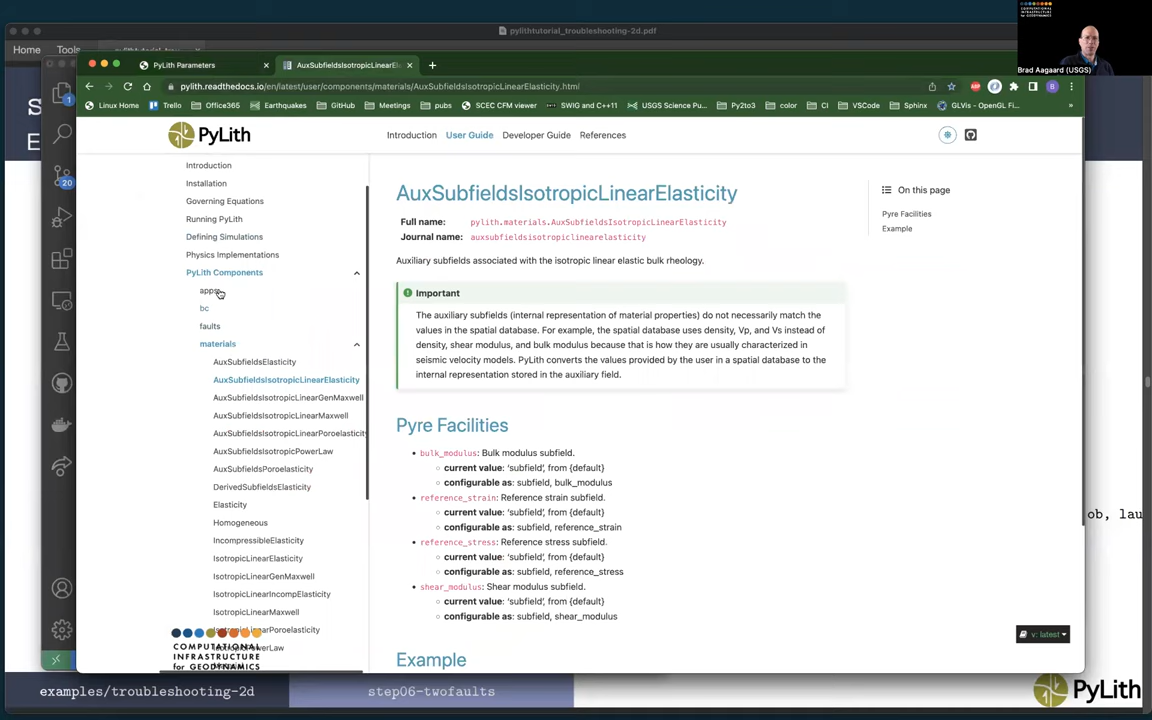 pylithtutorial_troubleshooting-2d.pdf
Home Tools
COMPUTATIONAL
INFRASTRUCTURE
for GEODYNAMICS
Brad Aagaard (USGS)
PyLith Parameters
AuxSubfieldsIsotropicLinearEl
pylith.readthedocs.io/en/latest/user/components/materials/AuxSubfieldsIsotropicLinearElasticity.html
Linux Home
Trello
Office365
Earthquakes
GitHub
Meetings
pubs
SCEC CFM viewer
SWIG and C++11
USGS Science Pu...
Py2to3
color
CI
VSCode
Sphinx
GLVis - OpenGL Fi...
»
PyLith
Introduction
User Guide
Developer Guide
References
Introduction
Installation
Governing Equations
Running PyLith
Defining Simulations
Physics Implementations
PyLith Components
apps
bc
faults
materials
AuxSubfieldsElasticity
AuxSubfieldsIsotropicLinearElasticity
AuxSubfieldsIsotropicLinearGenMaxwell
AuxSubfieldsIsotropicLinearMaxwell
AuxSubfieldsIsotropicLinearPoroelasticity
AuxSubfieldsIsotropicPowerLaw
AuxSubfieldsPoroelasticity
DerivedSubfieldsElasticity
Elasticity
Homogeneous
IncompressibleElasticity
IsotropicLinearElasticity
IsotropicLinearGenMaxwell
IsotropicLinearIncompElasticity
IsotropicLinearMaxwell
COMPUTATIONAL
INFRASTRUCTURE
for GEODYNAMICS
AuxSubfieldsIsotropicLinearElasticity
Full name: pylith.materials.AuxSubfieldsIsotropicLinearElasticity
Journal name: auxsubfieldsisotropiclinearelasticity
Auxiliary subfields associated with the isotropic linear elastic bulk rheology.
Important
The auxiliary subfields (internal representation of material properties) do not necessarily match the
values in the spatial database. For example, the spatial database uses density, Vp, and Vs instead of
density, shear modulus, and bulk modulus because that is how they are usually characterized in
seismic velocity models. PyLith converts the values provided by the user in a spatial database to the
internal representation stored in the auxiliary field.
Pyre Facilities
bulk_modulus: Bulk modulus subfield.
current value: ‘subfield’, from {default}
configurable as: subfield, bulk_modulus
reference_strain: Reference strain subfield.
current value: ‘subfield’, from {default}
configurable as: subfield, reference_strain
reference_stress: Reference stress subfield.
current value: ‘subfield’, from {default}
configurable as: subfield, reference_stress
shear_modulus: Shear modulus subfield.
current value: ‘subfield’, from {default}
configurable as: subfield, shear_modulus
Example
On this page
Pyre Facilities
Example
v: latest
ob, lau
S
E
1
20
B
examples/troubleshooting-2d
step06-twofaults
PyLith